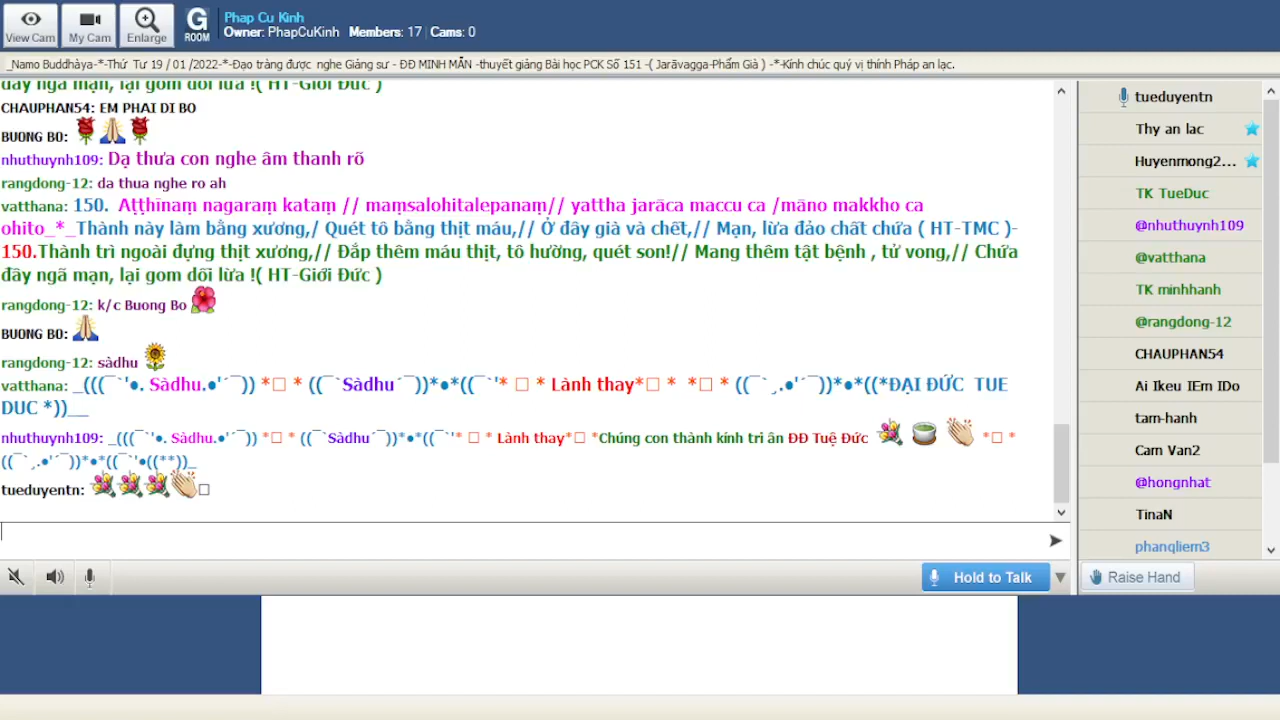 View Cam
My Cam
Enlarge
G
ROOM
Phap Cu Kinh
Owner: PhapCuKinh Members: 17 Cams: 0
_Namo Buddhàya-*-Thứ Tư 19 / 01 /2022-*-Đạo tràng được nghe Giảng sư - ĐĐ MINH MẪN -thuyết giảng Bài học PCK Số 151 -( Jarāvagga-Phẩm Già ) -*-Kính chúc quý vị thính Pháp an lạc.
đầy ngã mạn, lại gom dối lừa !( HT-Giới Đức )
CHAUPHAN54: EM PHAI DI BO
BUONG BO: 🌹🙏🌹
nhuthuynh109: Dạ thưa con nghe âm thanh rõ
rangdong-12: da thua nghe ro ah
vatthana: 150. Aṭṭhīnaṃ nagaraṃ kataṃ // maṃsalohitalepanaṃ// yattha jarāca maccu ca /māno makkho ca
ohito_*_Thành này làm bằng xương,/ Quét tô bằng thịt máu,// Ở đây già và chết,// Mạn, lừa đảo chất chứa ( HT-TMC )-
150.Thành trì ngoài đựng thịt xương,// Đắp thêm máu thịt, tô hường, quét son!// Mang thêm tật bệnh , tử vong,// Chứa
đầy ngã mạn, lại gom dối lừa !( HT-Giới Đức )
rangdong-12: k/c Buong Bo 🌺
BUONG BO: 🙏
rangdong-12: sàdhu 🌻
vatthana: _(((¯`'•. Sàdhu.•'´¯)) *□ * ((¯`Sàdhu´¯))*•*((¯`'* □ * Lành thay*□ * *□ * ((¯`¸.•'´¯))*•*((*ĐẠI ĐỨC TUE
DUC *))__
nhuthuynh109: _(((¯`'•. Sàdhu.•'´¯)) *□ * ((¯`Sàdhu´¯))*•*((¯`'* □ * Lành thay*□ *Chúng con thành kính tri ân ĐĐ Tuệ Đức 💐 🍵 👏 *□ *
((¯`¸.•'´¯))*•*((¯`'•((**))_
tueduyentn: 💐💐💐👏□
Hold to Talk
tueduyentn
Thy an lac
Huyenmong2...
TK TueDuc
@nhuthuynh109
@vatthana
TK minhhanh
@rangdong-12
CHAUPHAN54
Ai Ikeu IEm IDo
tam-hanh
Cam Van2
@hongnhat
TinaN
phanqliem3
Raise Hand